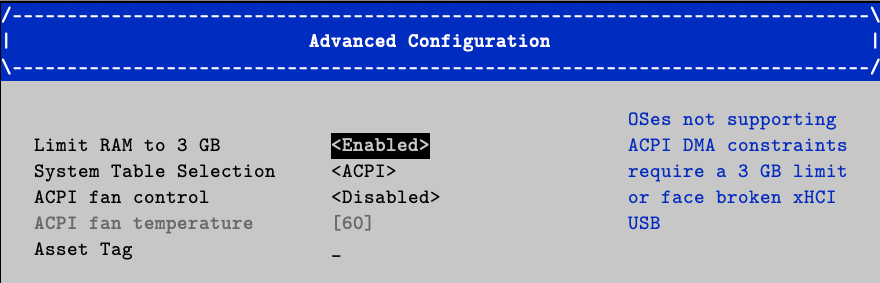 /------------------------------------------------------------------------------\
| Advanced Configuration |
\------------------------------------------------------------------------------/
Limit RAM to 3 GB <Enabled>
System Table Selection <ACPI>
ACPI fan control <Disabled>
ACPI fan temperature [60]
Asset Tag _
OSes not supporting
ACPI DMA constraints
require a 3 GB limit
or face broken xHCI
USB